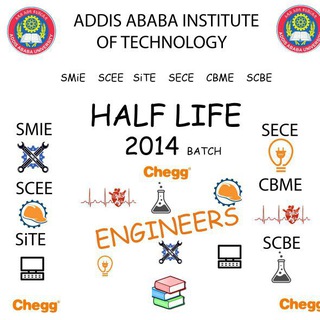 ADDIS ABABA INSTITUTE
OF TECHNOLOGY
SMiE SCEE SiTE SECE CBME SCBE
HALF LIFE
2014 BATCH
Chegg
ENGINEERS
SMIE
SCEE
SiTE
Chegg
SECE
CBME
SCBE
Chegg